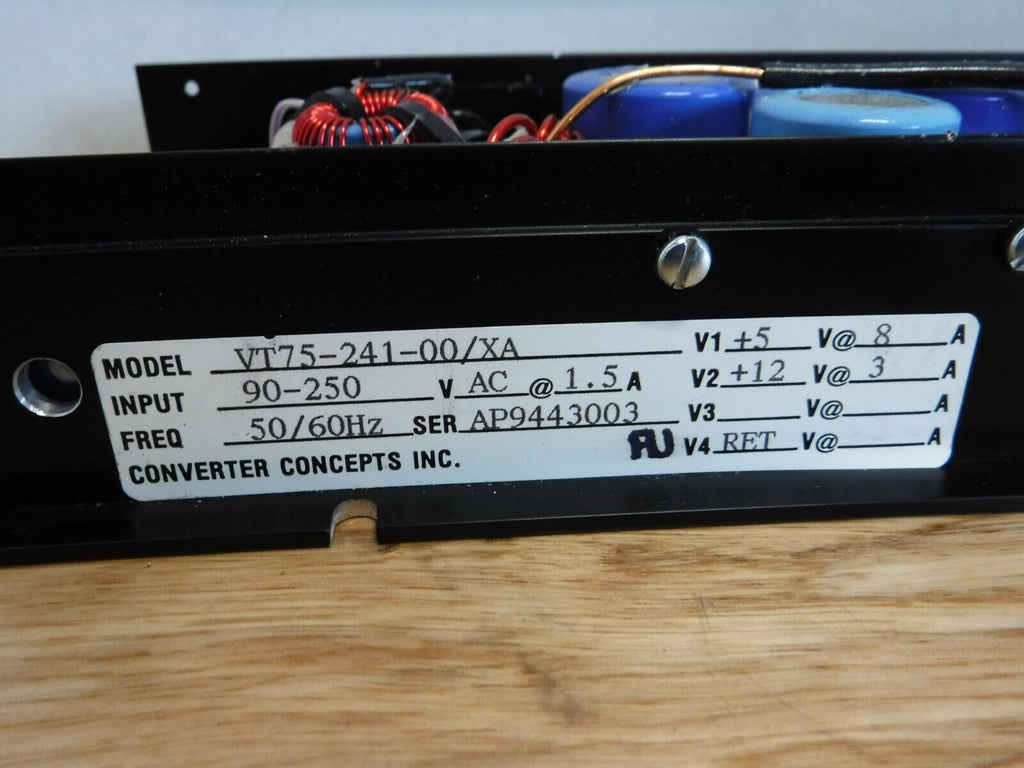 MODEL VT75-241-00/XA V1 +5 V@ 8 A
INPUT 90-250 V AC @ 1.5 A V2 +12 V@ 3 A
FREQ 50/60Hz SER AP9443003 V3 V@ A
CONVERTER CONCEPTS INC. RU V4 RET V@ A